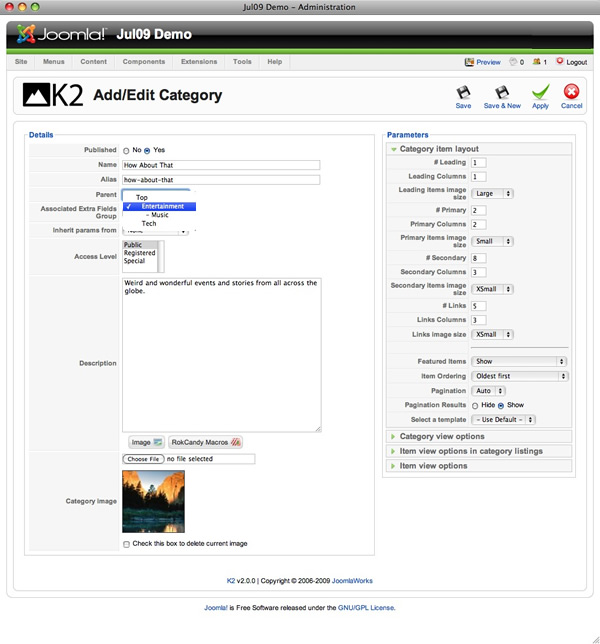 Jul09 Demo - Administration
Joomla! Jul09 Demo
Site Menus Content Components Extensions Tools Help Preview 0 1 Logout
K2 Add/Edit Category Save Save & New Apply Cancel
Details
Published No Yes
Name How About That
Alias how-about-that
Parent
Top
✓ Entertainment
- Music
Tech
Associated Extra Fields Group
Inherit params from
Access Level Public
Registered
Special
Description
Weird and wonderful events and stories from all across the
globe.
Image RokCandy Macros
Category Image
Choose File no file selected
Check this box to delete current image
Parameters
Category item layout
# Leading 1
Leading Columns 1
Leading items image size Large
# Primary 2
Primary Columns 2
Primary items image size Small
# Secondary 8
Secondary Columns 3
Secondary items image size XSmall
# Links 5
Links Columns 3
Links image size XSmall
Featured Items Show
Item Ordering Oldest first
Pagination Auto
Pagination Results Hide Show
Select a template - Use Default -
Category view options
Item view options in category listings
Item view options
K2 v2.0.0 | Copyright © 2006-2009 JoomlaWorks
Joomla! is Free Software released under the GNU/GPL License.